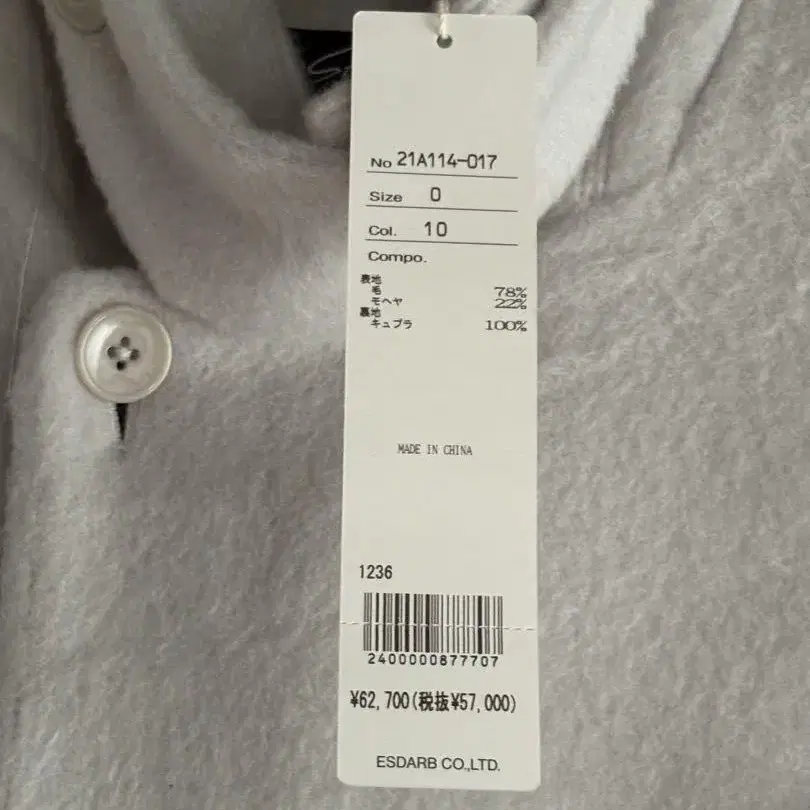 No 21A114-017
Size 0
Col. 10
Compo.
表地
毛 78%
モヘヤ 22%
裏地
キュプラ 100%
MADE IN CHINA
1236
2400000877707
¥62,700(税抜¥57,000)
ESDARB CO.,LTD.